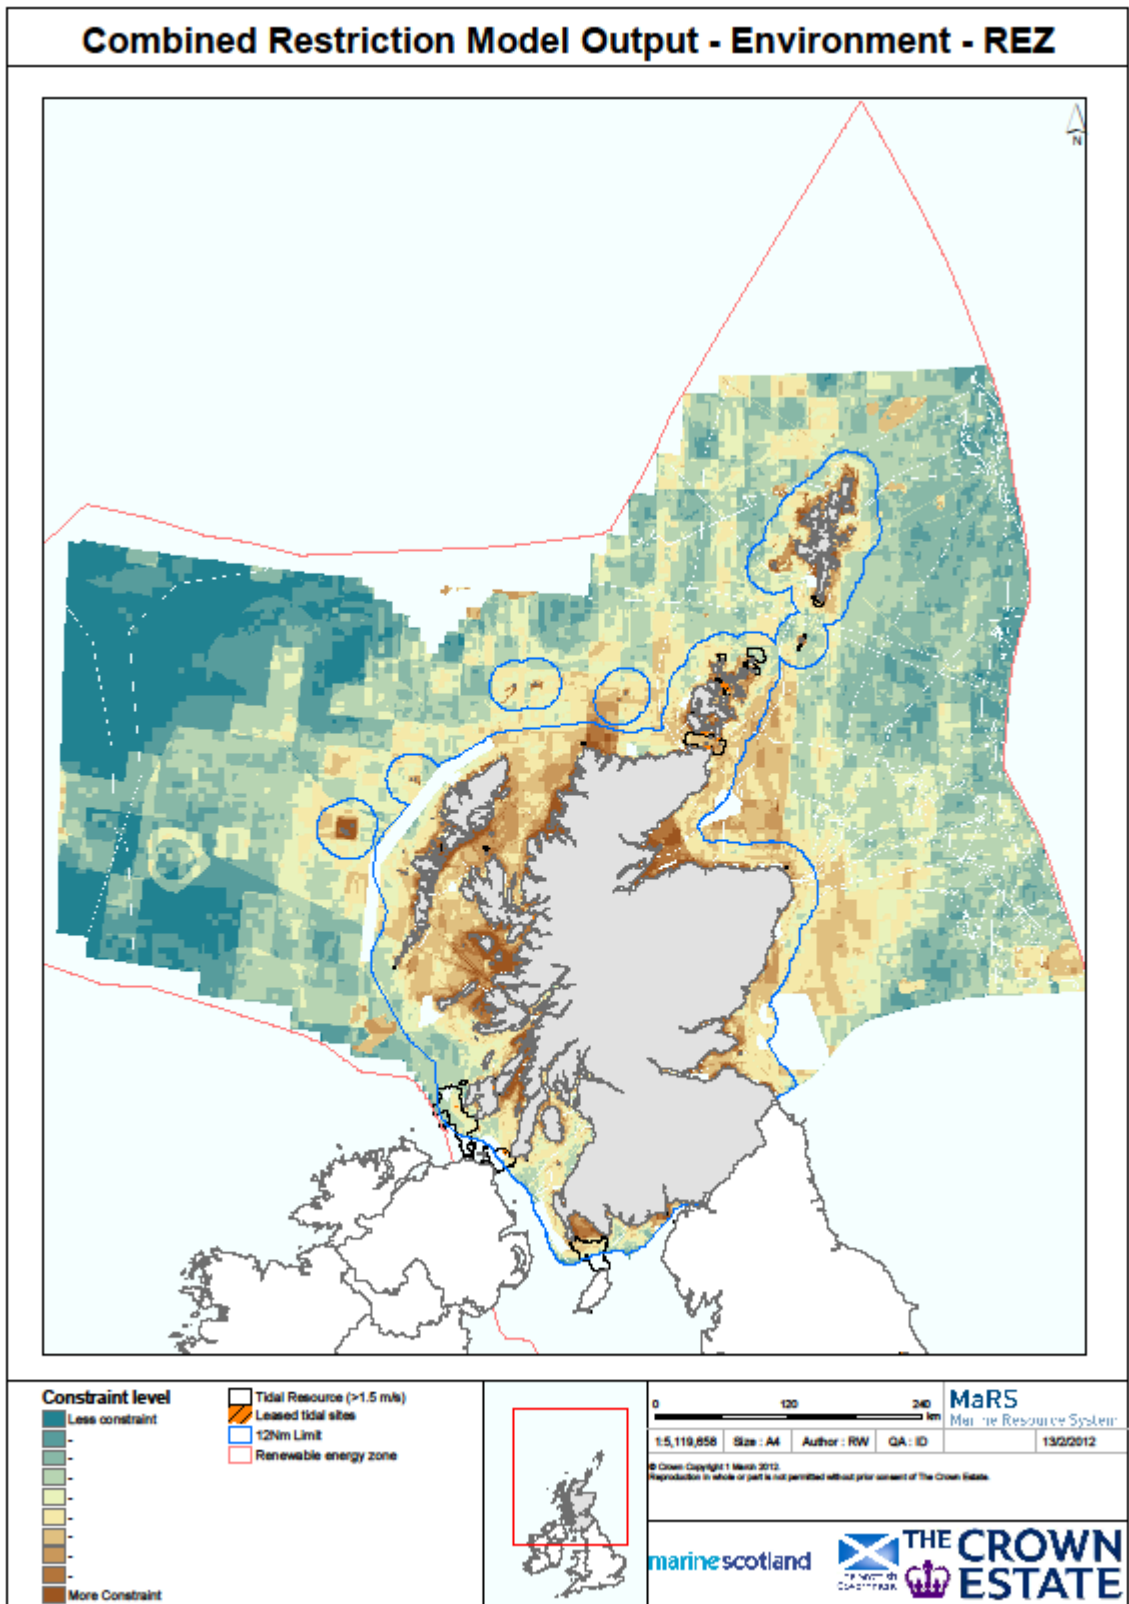 Combined Restriction Model Output - Environment - REZ
N
Constraint level
Less constraint
-
-
-
-
-
-
-
-
More Constraint
Tidal Resource (>1.5 m/s)
Leased tidal sites
12Nm Limit
Renewable energy zone
0 120 240
km
1:5,119,658 Size : A4 Author : RW QA : ID
© Crown Copyright 1 March 2012.
Reproduction in whole or part is not permitted without prior consent of The Crown Estate.
MaRS
Marine Resource System
13/2/2012
marinescotland
The Scottish
Government
THE CROWN
ESTATE